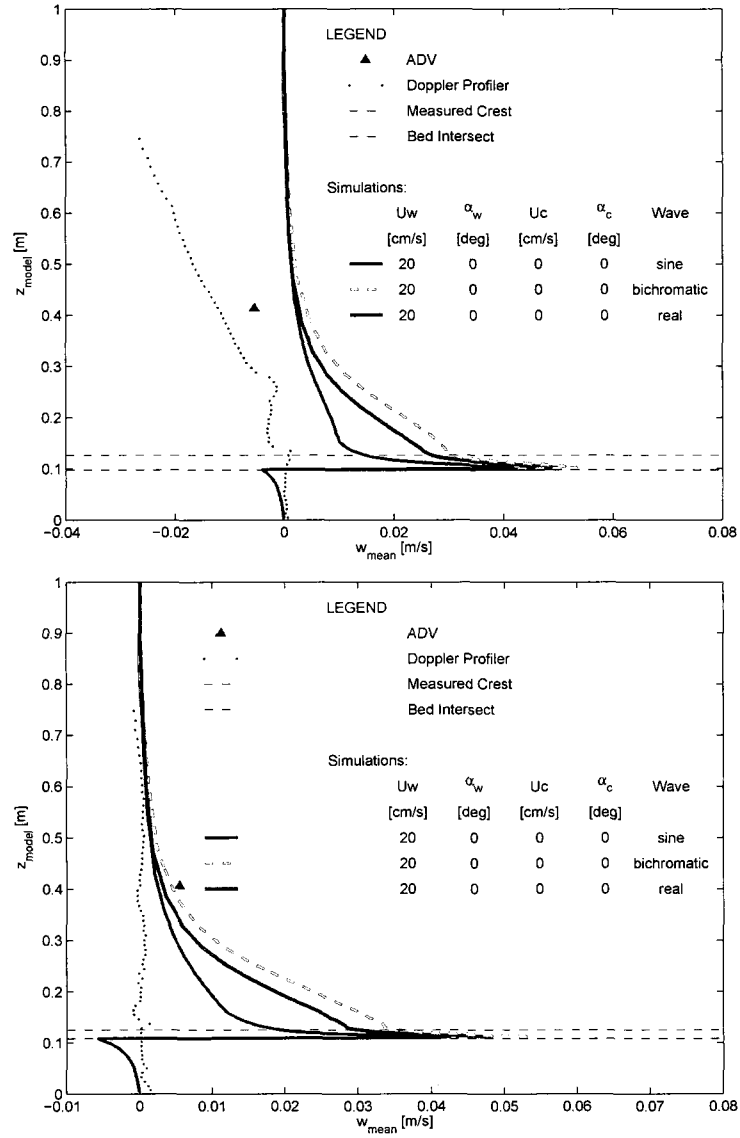 1
0.9
0.8
0.7
0.6
0.5
0.4
0.3
0.2
0.1
0
z_model [m]
LEGEND
ADV
Doppler Profiler
Measured Crest
Bed Intersect
Simulations:
Uw α_w Uc α_c Wave
[cm/s] [deg] [cm/s] [deg]
20 0 0 0 sine
20 0 0 0 bichromatic
20 0 0 0 real
−0.04 −0.02 0 0.02 0.04 0.06 0.08
w_mean [m/s]
1
0.9
0.8
0.7
0.6
0.5
0.4
0.3
0.2
0.1
0
z_model [m]
LEGEND
ADV
Doppler Profiler
Measured Crest
Bed Intersect
Simulations:
Uw α_w Uc α_c Wave
[cm/s] [deg] [cm/s] [deg]
20 0 0 0 sine
20 0 0 0 bichromatic
20 0 0 0 real
−0.01 0 0.01 0.02 0.03 0.04 0.05 0.06 0.07 0.08
w_mean [m/s]